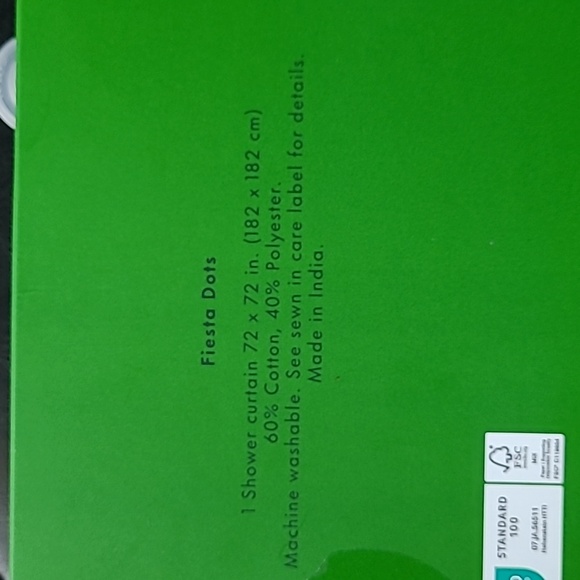 Fiesta Dots
1 Shower curtain 72 x 72 in. (182 x 182 cm)
60% Cotton, 40% Polyester.
Machine washable. See sewn in care label for details.
Made in India.
FSC
STANDARD
100